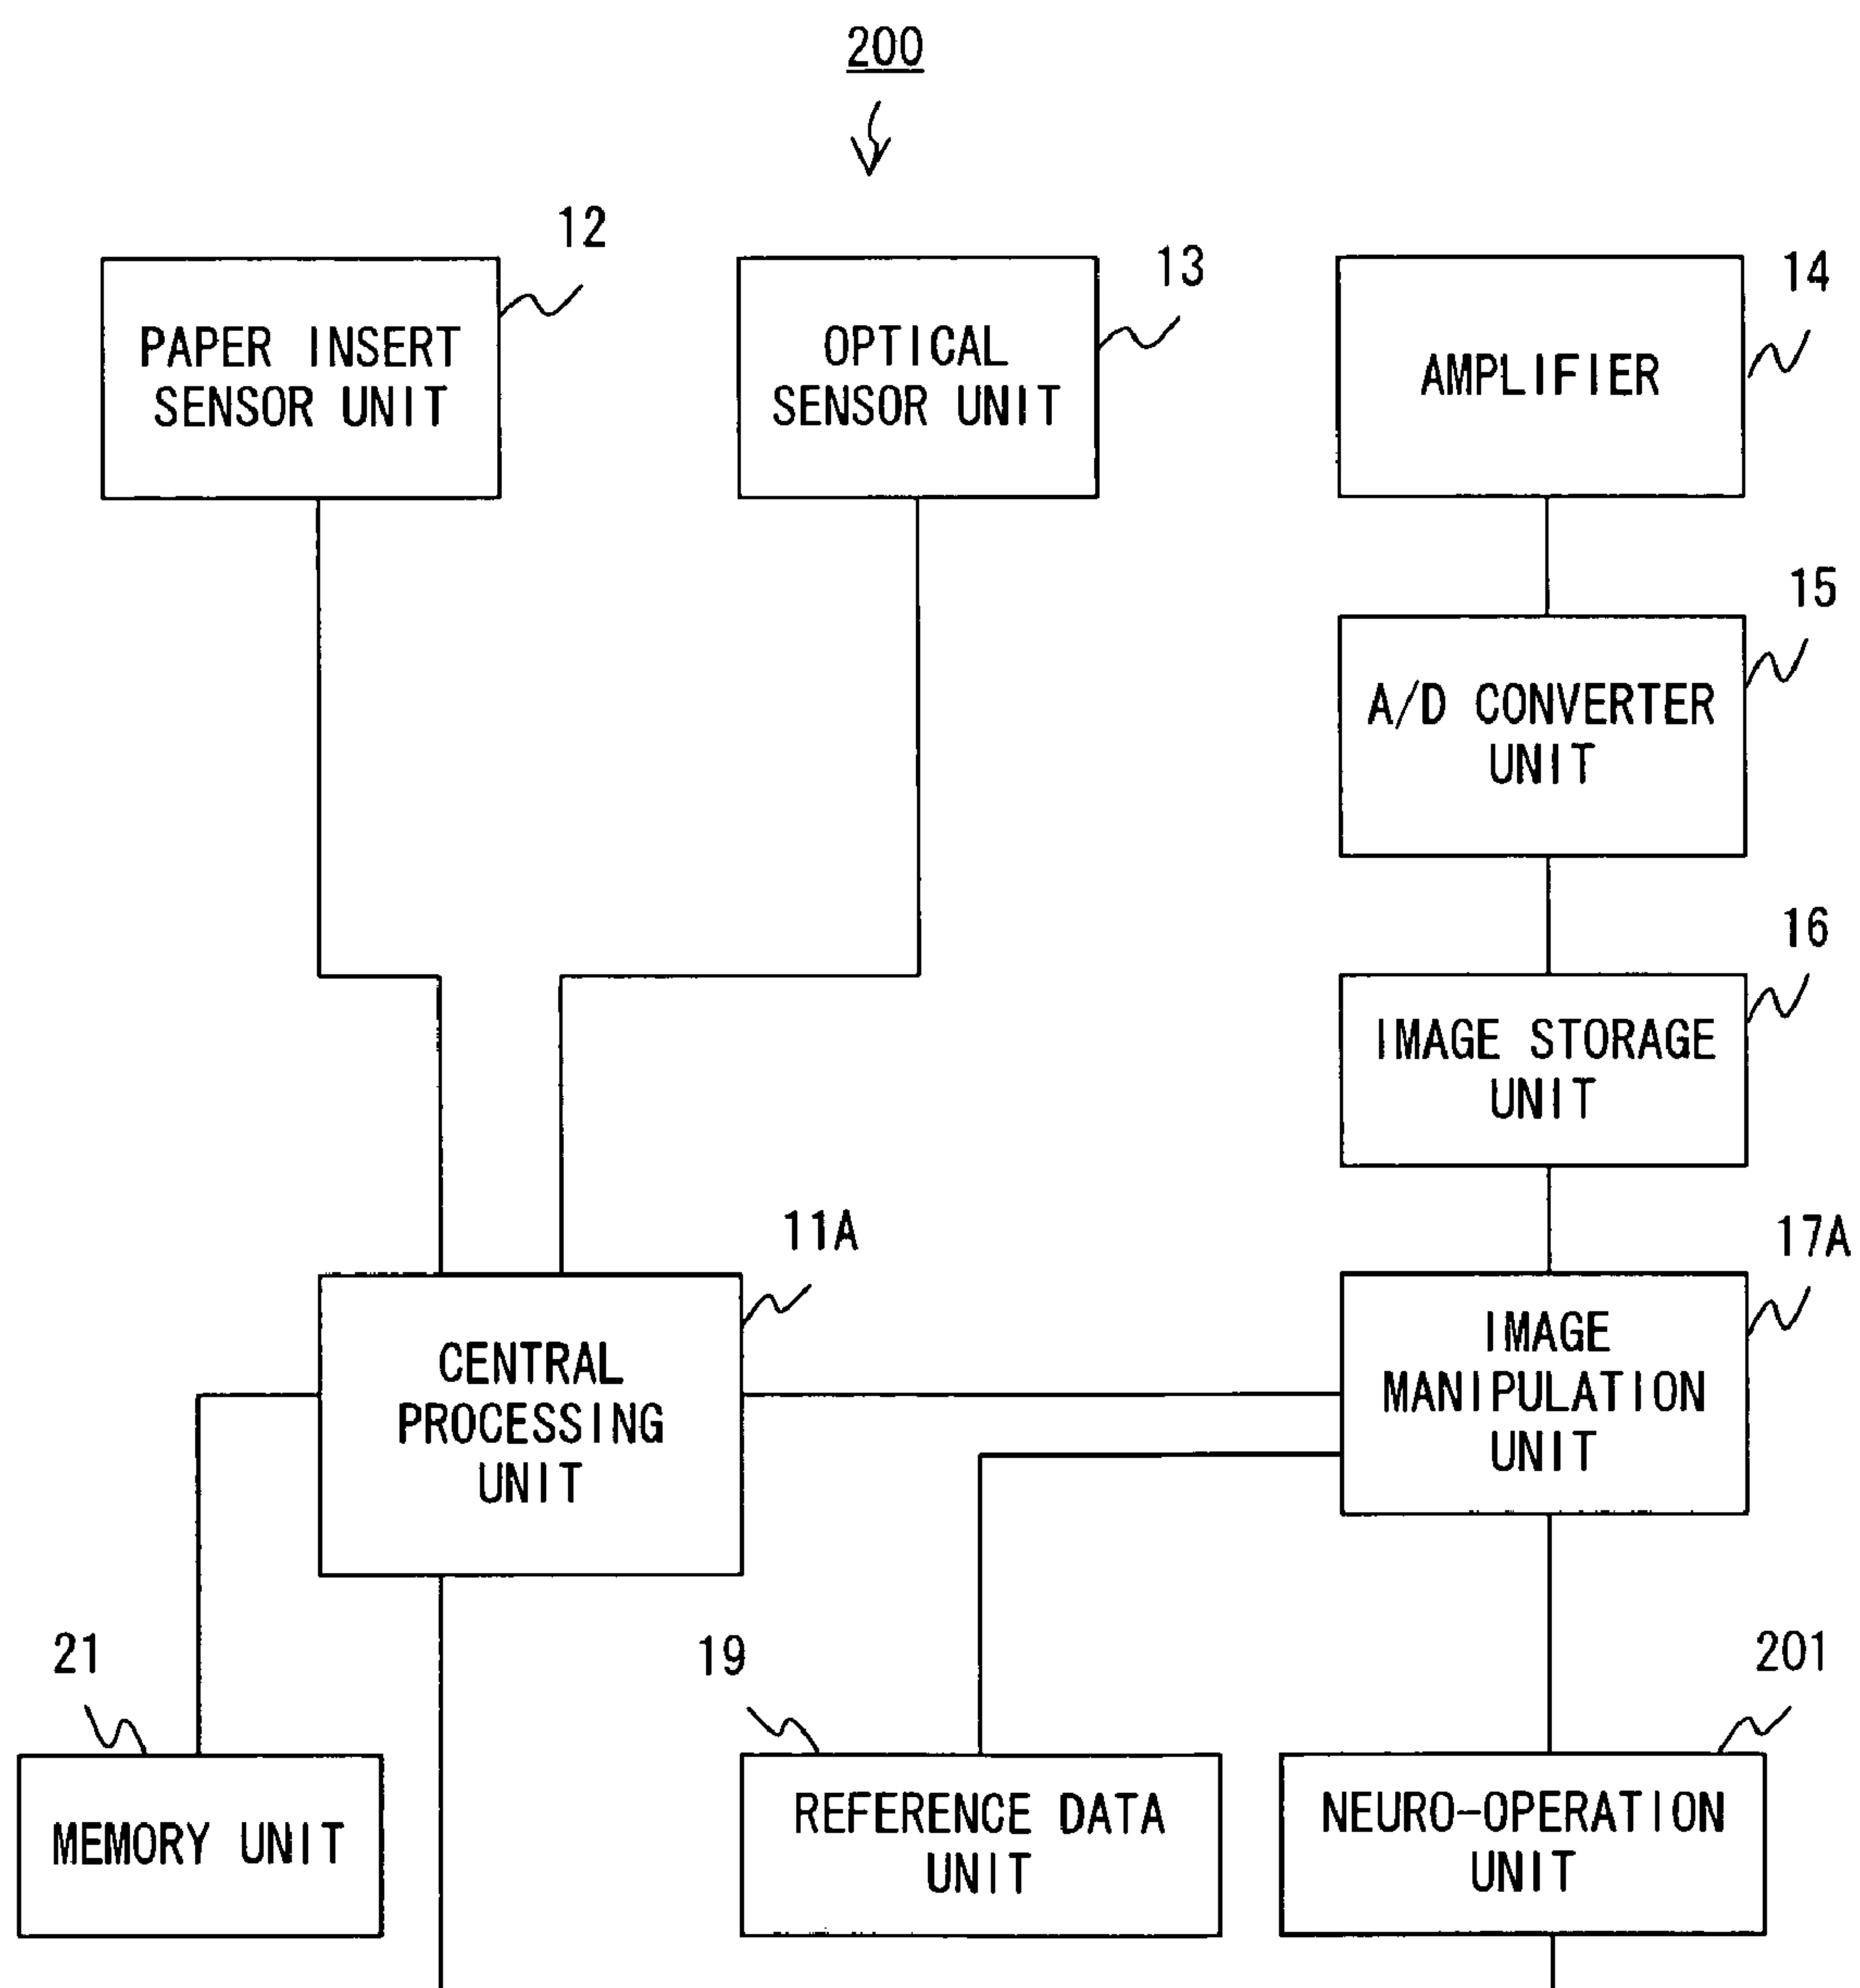 200
12
PAPER INSERT
SENSOR UNIT
13
OPTICAL
SENSOR UNIT
14
AMPLIFIER
15
A/D CONVERTER
UNIT
16
IMAGE STORAGE
UNIT
11A
CENTRAL
PROCESSING
UNIT
17A
IMAGE
MANIPULATION
UNIT
21
MEMORY UNIT
19
REFERENCE DATA
UNIT
201
NEURO-OPERATION
UNIT